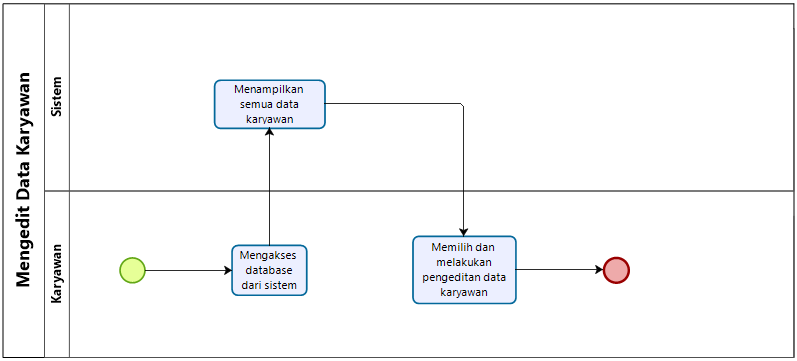 Mengedit Data Karyawan
Sistem
Menampilkan
semua data
karyawan
Karyawan
Mengakses
database
dari sistem
Memilih dan
melakukan
pengeditan data
karyawan